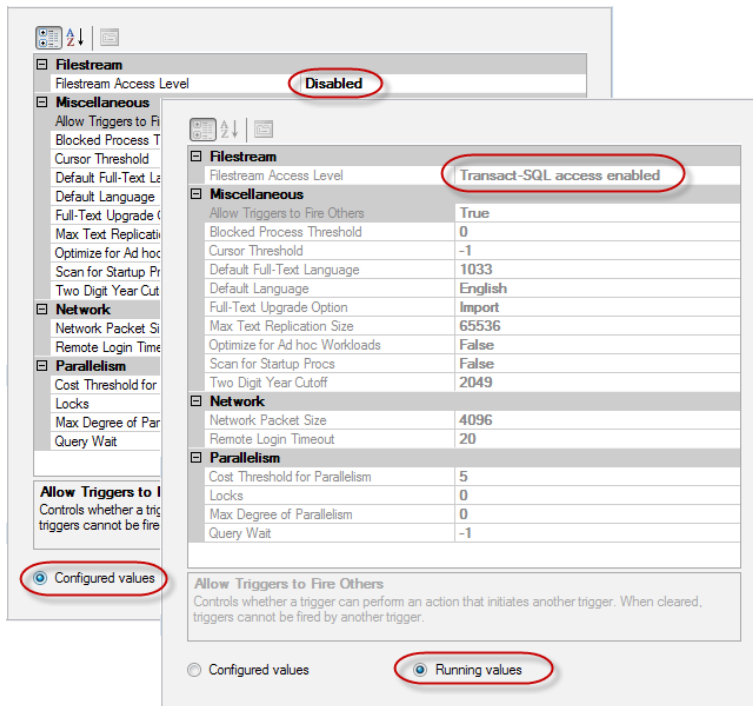 Filestream
Filestream Access Level Disabled
Miscellaneous
Allow Triggers to Fi
Blocked Process T
Cursor Threshold
Default Full-Text La
Default Language
Full-Text Upgrade
Max Text Replicati
Optimize for Ad hoc
Scan for Startup Pr
Two Digit Year Cut
Network
Network Packet Si
Remote Login Time
Parallelism
Cost Threshold for
Locks
Max Degree of Par
Query Wait
Allow Triggers to
Controls whether a trig
triggers cannot be fire
Configured values
Filestream
Filestream Access Level Transact-SQL access enabled
Miscellaneous
Allow Triggers to Fire Others True
Blocked Process Threshold 0
Cursor Threshold -1
Default Full-Text Language 1033
Default Language English
Full-Text Upgrade Option Import
Max Text Replication Size 65536
Optimize for Ad hoc Workloads False
Scan for Startup Procs False
Two Digit Year Cutoff 2049
Network
Network Packet Size 4096
Remote Login Timeout 20
Parallelism
Cost Threshold for Parallelism 5
Locks 0
Max Degree of Parallelism 0
Query Wait -1
Allow Triggers to Fire Others
Controls whether a trigger can perform an action that initiates another trigger. When cleared,
triggers cannot be fired by another trigger.
Configured values Running values